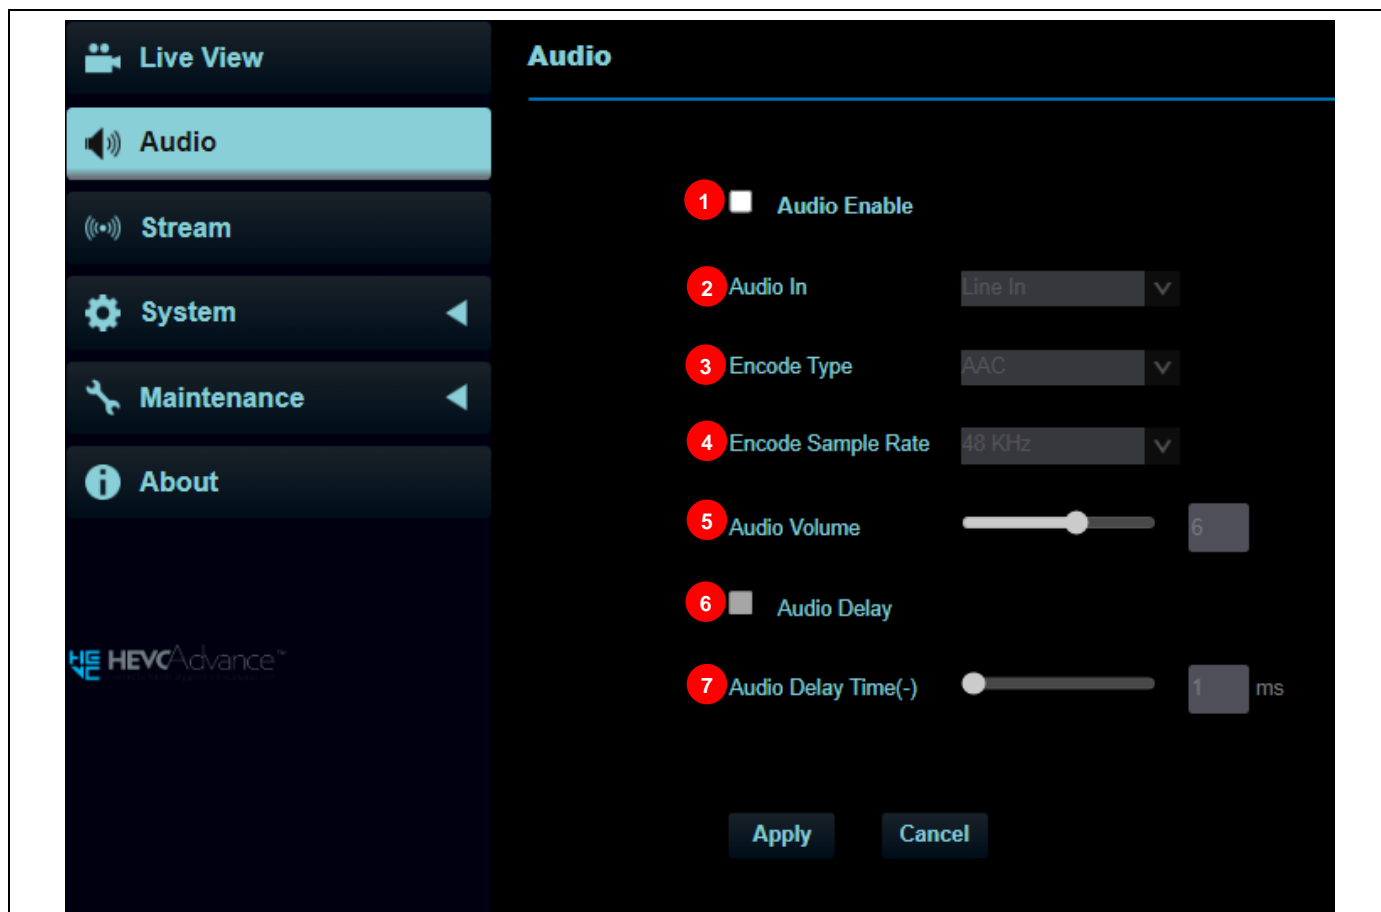 Live View
Audio
Stream
System
Maintenance
About
HEVCAdvance™
Audio
1 Audio Enable
2 Audio In Line In
3 Encode Type AAC
4 Encode Sample Rate 48 KHz
5 Audio Volume 6
6 Audio Delay
7 Audio Delay Time(-) 1 ms
Apply Cancel